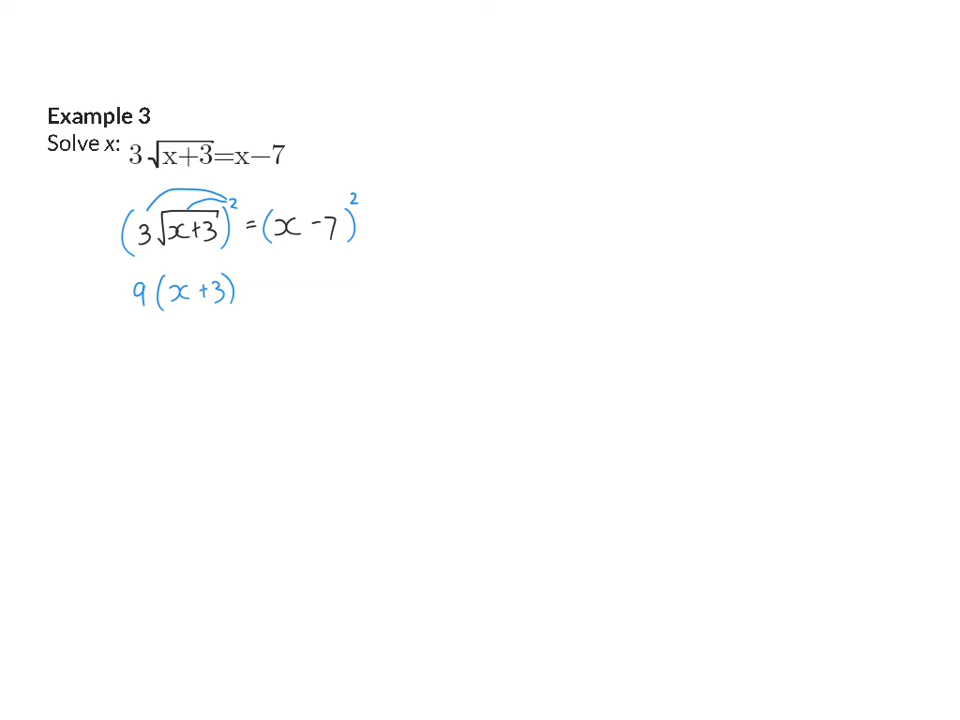 Example 3
Solve x: 3√x+3=x−7
(3√x+3)² = (x -7)²
9(x+3)